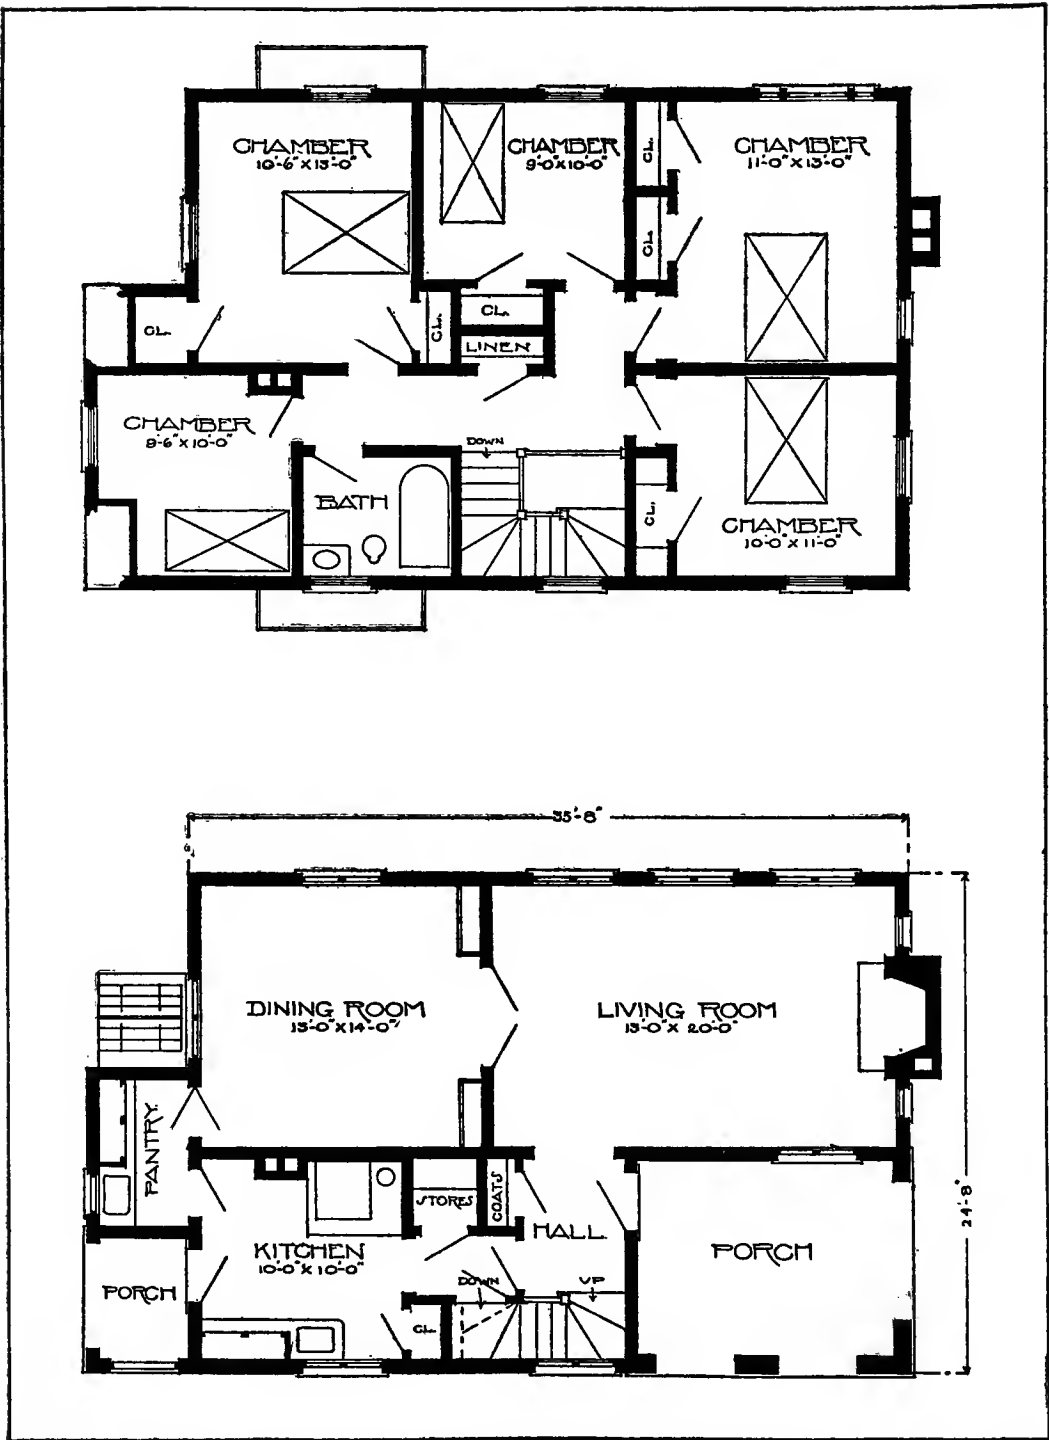 CHAMBER
10'-6" X 13'-0"
CHAMBER
9'-0" X 10'-0"
CL.
CHAMBER
11'-0" X 13'-0"
CL.
CL.
CL.
CL.
LINEN
CHAMBER
9'-6" X 10'-0"
DOWN
BATH
CL.
CHAMBER
10'-0" X 11'-0"
35'-8"
DINING ROOM
13'-0" X 14'-0"
LIVING ROOM
13'-0" X 20'-0"
PANTRY.
STORES
COATS
HALL
KITCHEN
10'-0" X 10'-0"
PORCH
24'-8"
PORCH
DOWN
UP
CL.